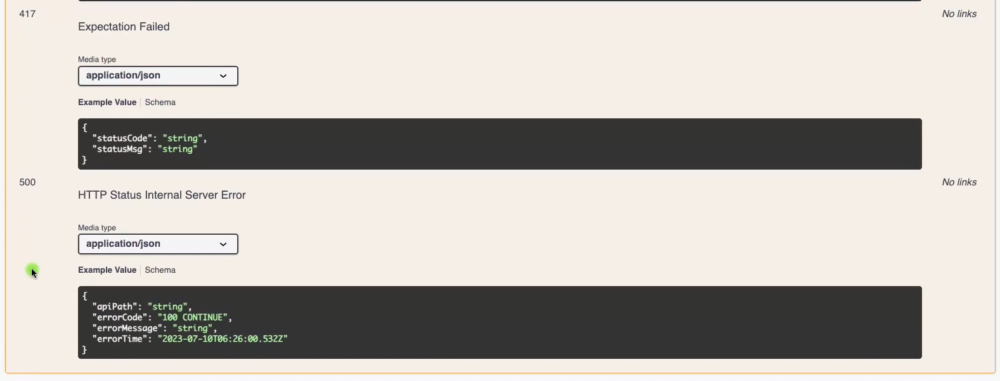 417
No links
Expectation Failed
Media type
application/json
Example Value | Schema
{
"statusCode": "string",
"statusMsg": "string"
}
500
No links
HTTP Status Internal Server Error
Media type
application/json
Example Value | Schema
{
"apiPath": "string",
"errorCode": "100 CONTINUE",
"errorMessage": "string",
"errorTime": "2023-07-10T06:26:00.532Z"
}